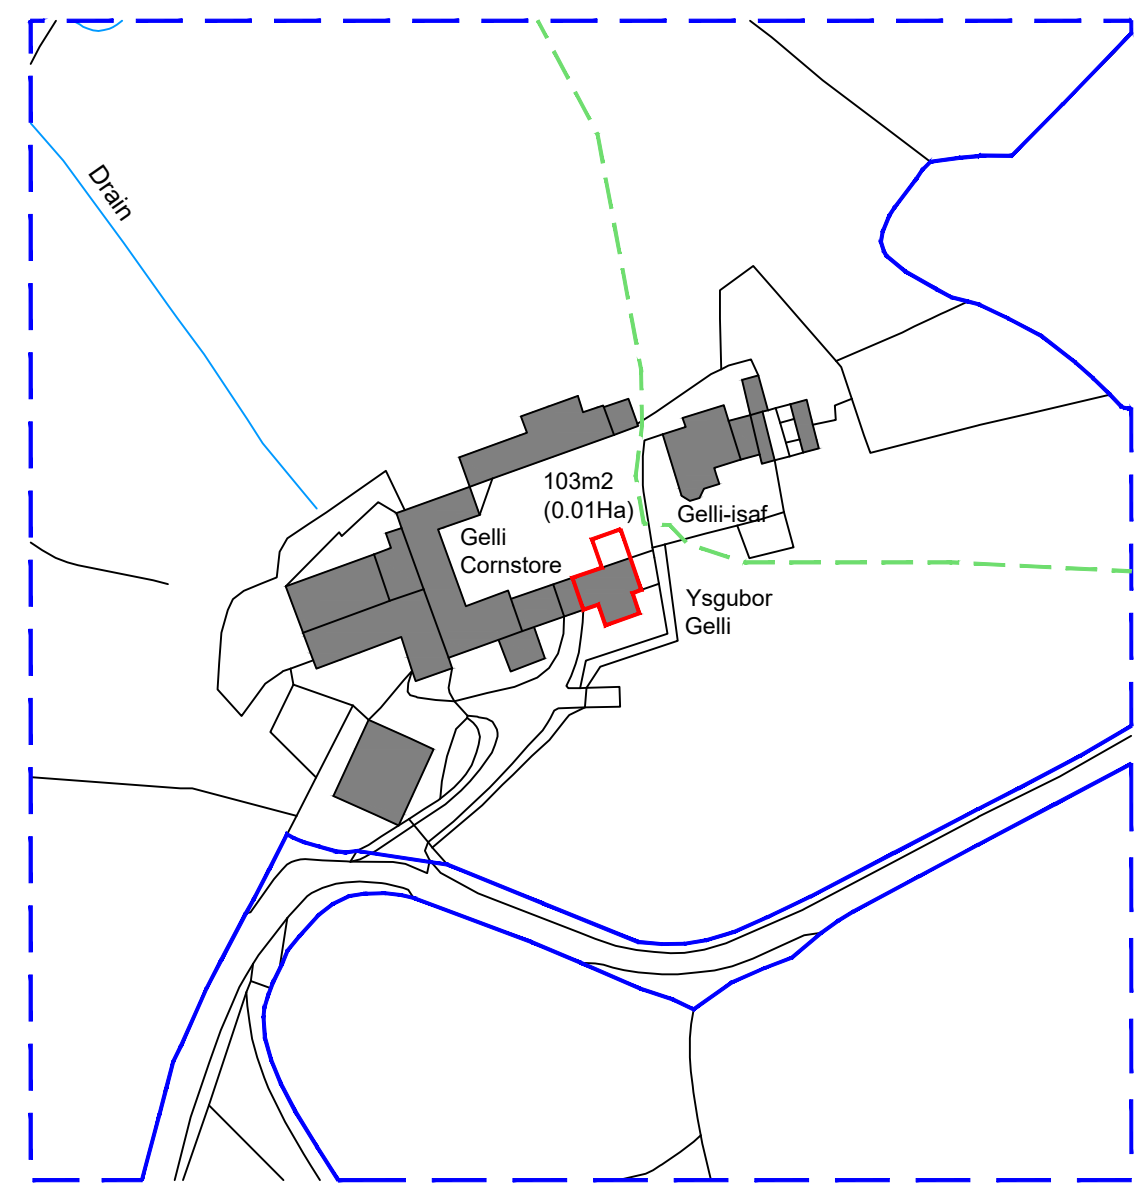 Drain
103m2
(0.01Ha)
Gelli-isaf
Gelli
Cornstore
Ysgubor
Gelli